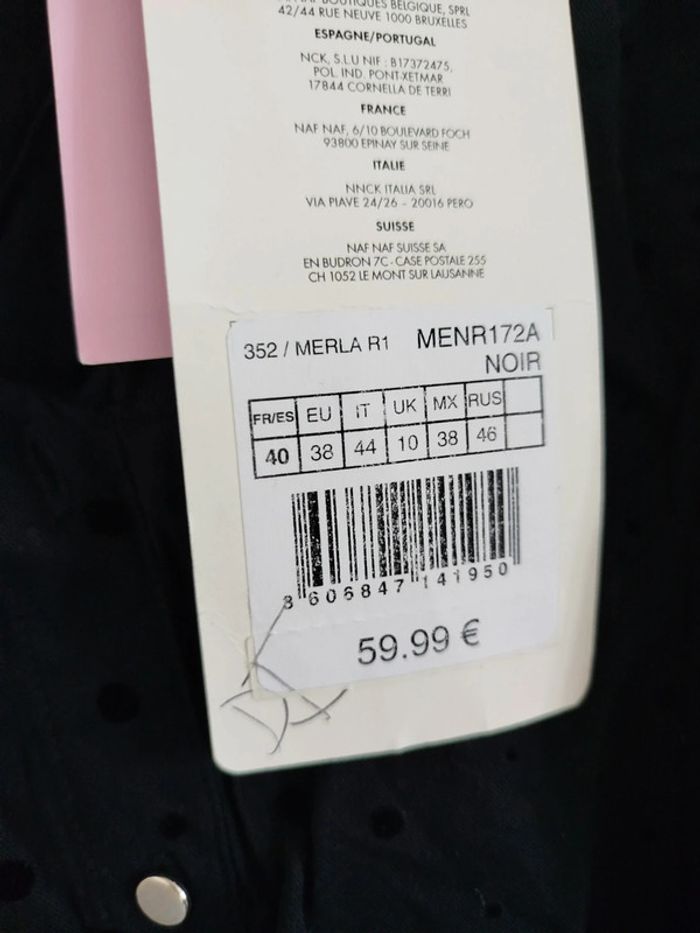 BOUTIQUES BELGIQUE, SPRL
42/44 RUE NEUVE 1000 BRUXELLES
ESPAGNE/PORTUGAL
NCK, S.L.U NIF : B17372475,
POL. IND. PONT-XETMAR
17844 CORNELLA DE TERRI
FRANCE
NAF NAF, 6/10 BOULEVARD FOCH
93800 EPINAY SUR SEINE
ITALIE
NNCK ITALIA SRL
VIA PIAVE 24/26 - 20016 PERO
SUISSE
NAF NAF SUISSE SA
EN BUDRON 7C - CASE POSTALE 255
CH 1052 LE MONT SUR LAUSANNE
352 / MERLA R1 MENR172A
NOIR
FR/ES EU IT UK MX RUS
40 38 44 10 38 46
3 606847 141950
59.99 €